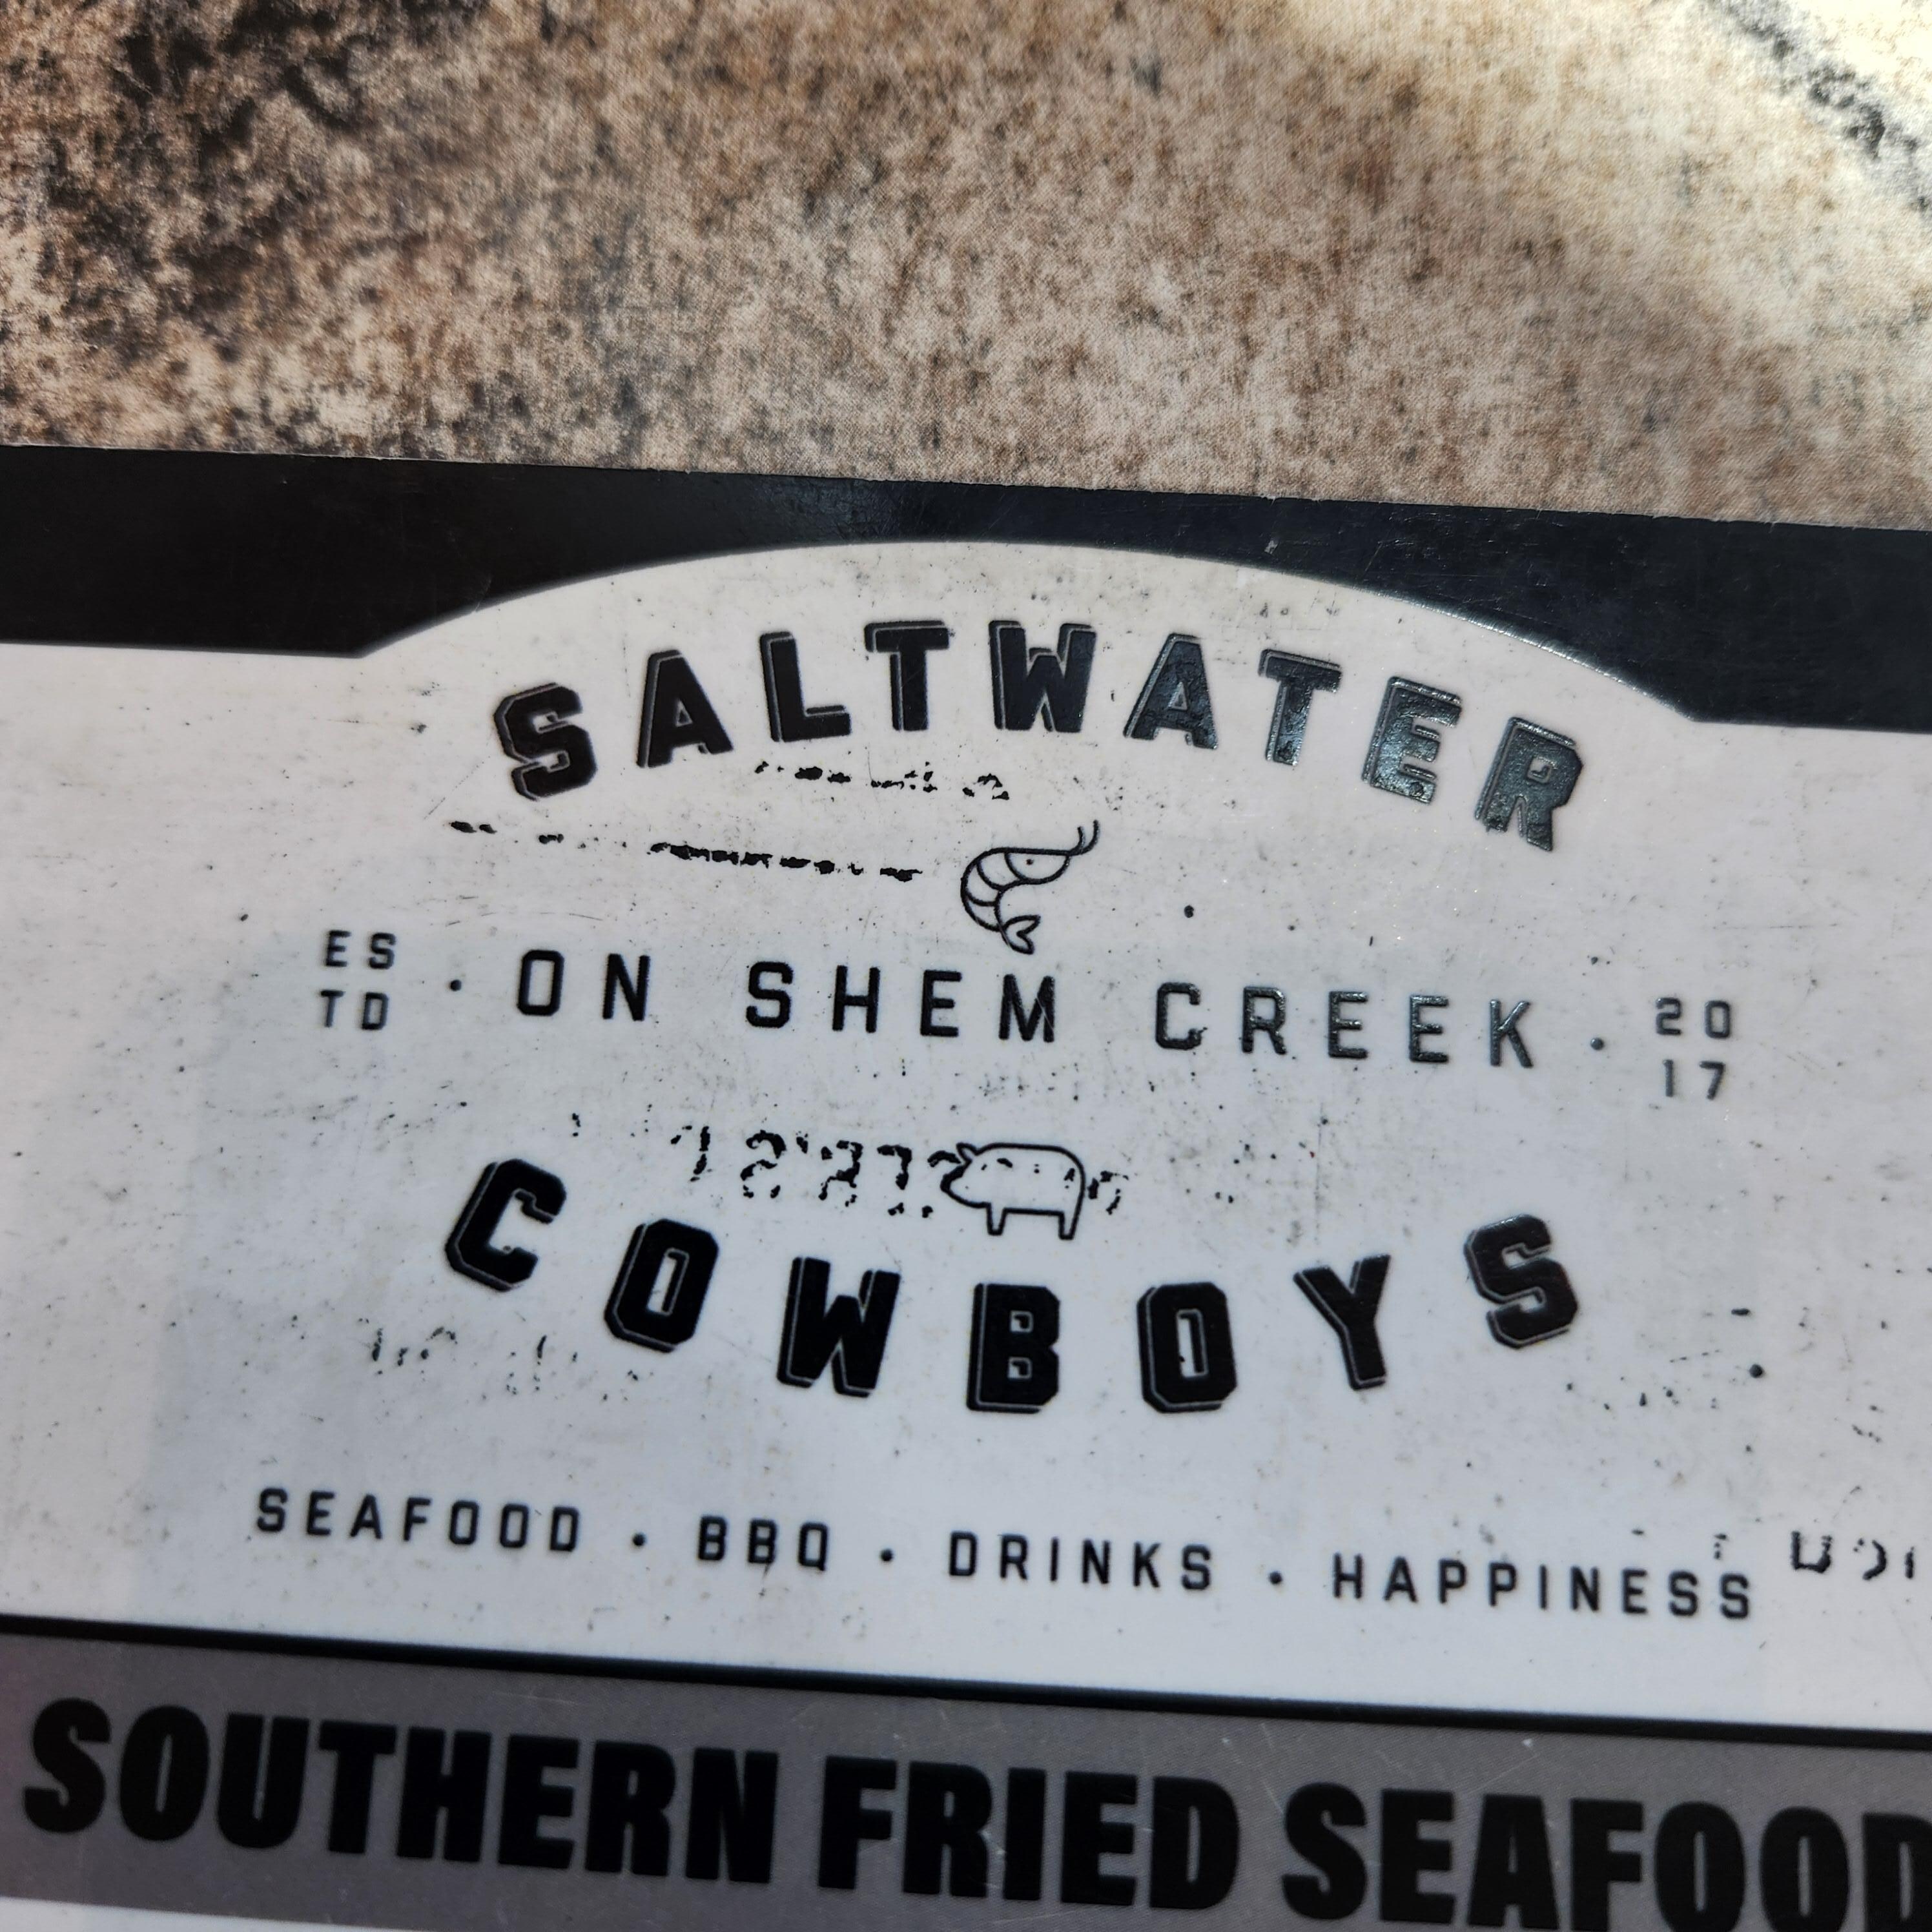 SALTWATER
ES
TD
· ON SHEM CREEK ·
20
17
COWBOYS
SEAFOOD · BBQ · DRINKS · HAPPINESS
SOUTHERN FRIED SEAFOOD